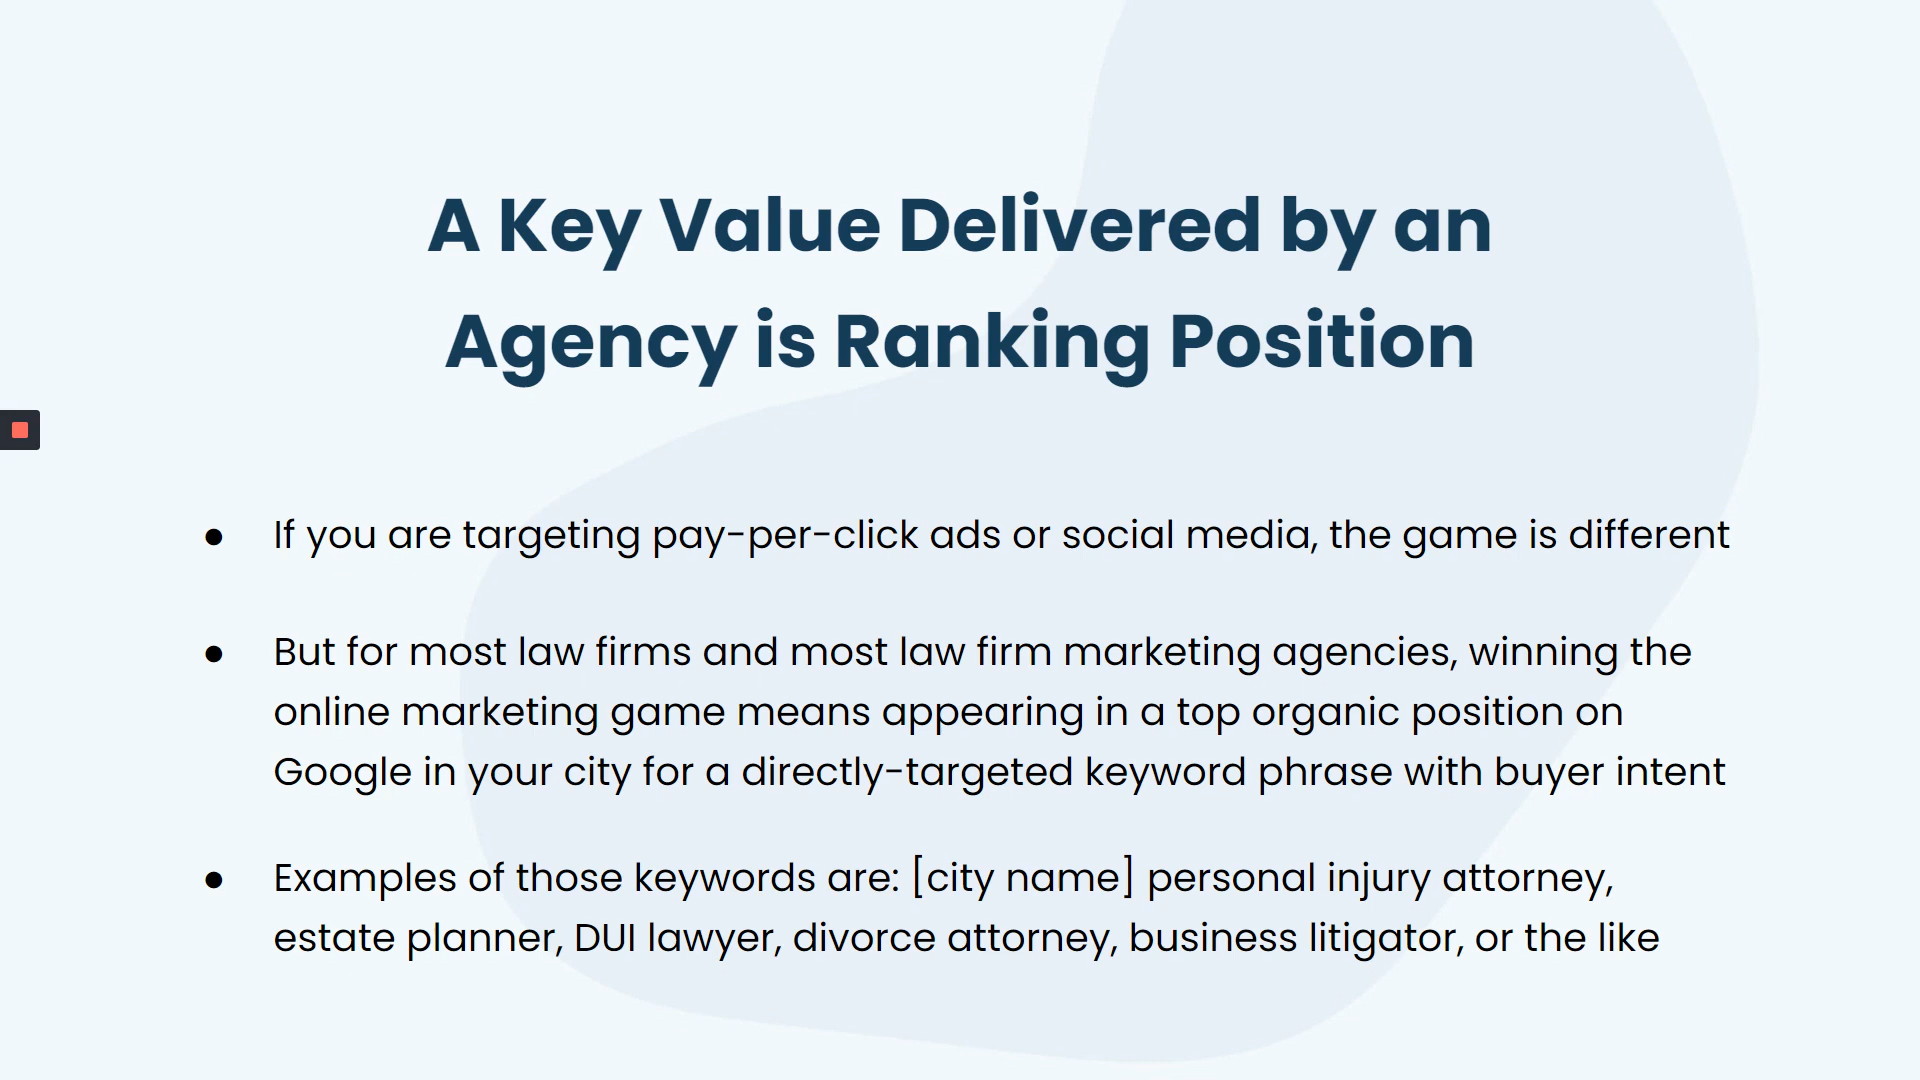 A Key Value Delivered by an
Agency is Ranking Position
● If you are targeting pay-per-click ads or social media, the game is different
● But for most law firms and most law firm marketing agencies, winning the
online marketing game means appearing in a top organic position on
Google in your city for a directly-targeted keyword phrase with buyer intent
● Examples of those keywords are: [city name] personal injury attorney,
estate planner, DUI lawyer, divorce attorney, business litigator, or the like